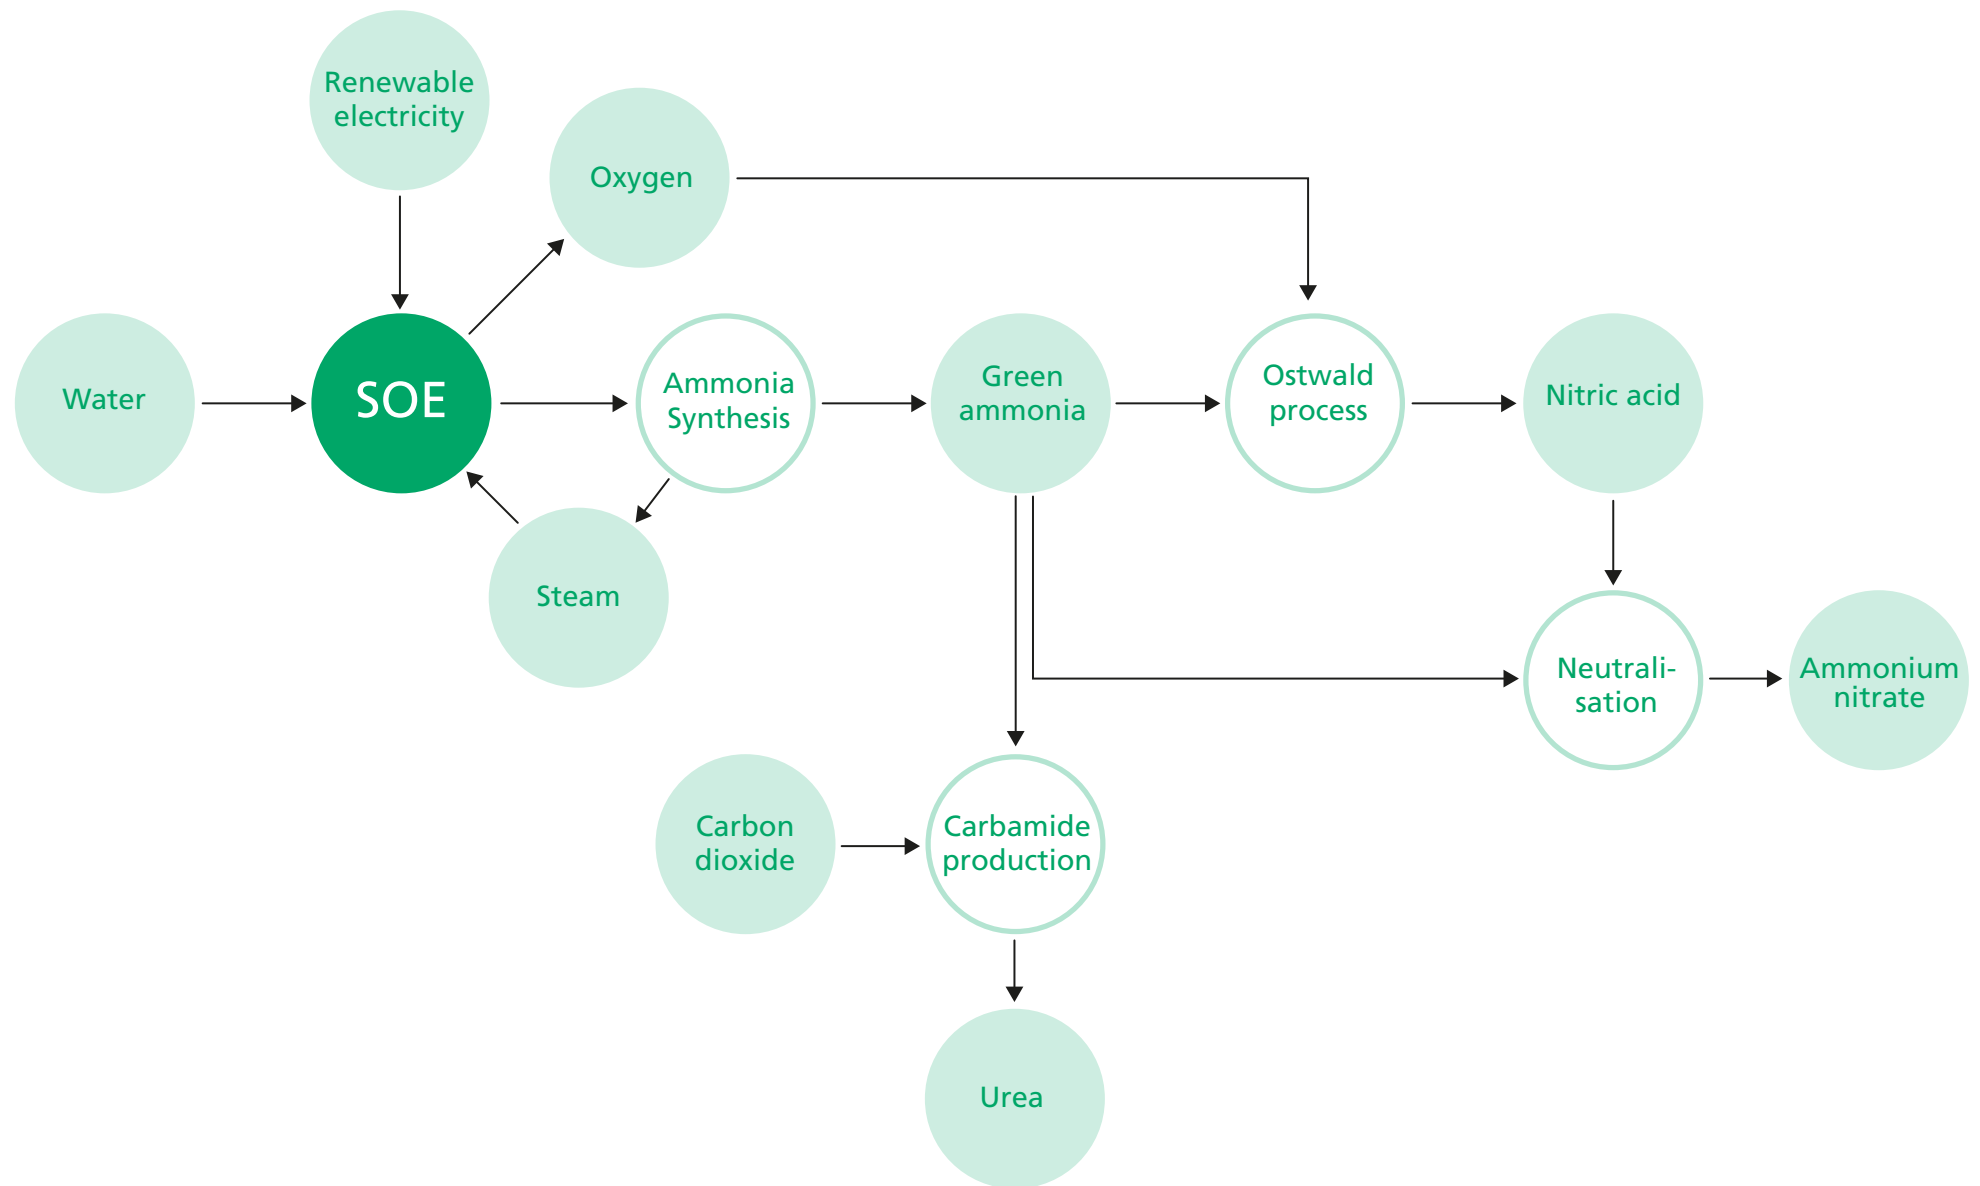 Renewable
electricity
Oxygen
Water
SOE
Ammonia
Synthesis
Green
ammonia
Ostwald
process
Nitric acid
Steam
Neutrali-
sation
Ammonium
nitrate
Carbon
dioxide
Carbamide
production
Urea